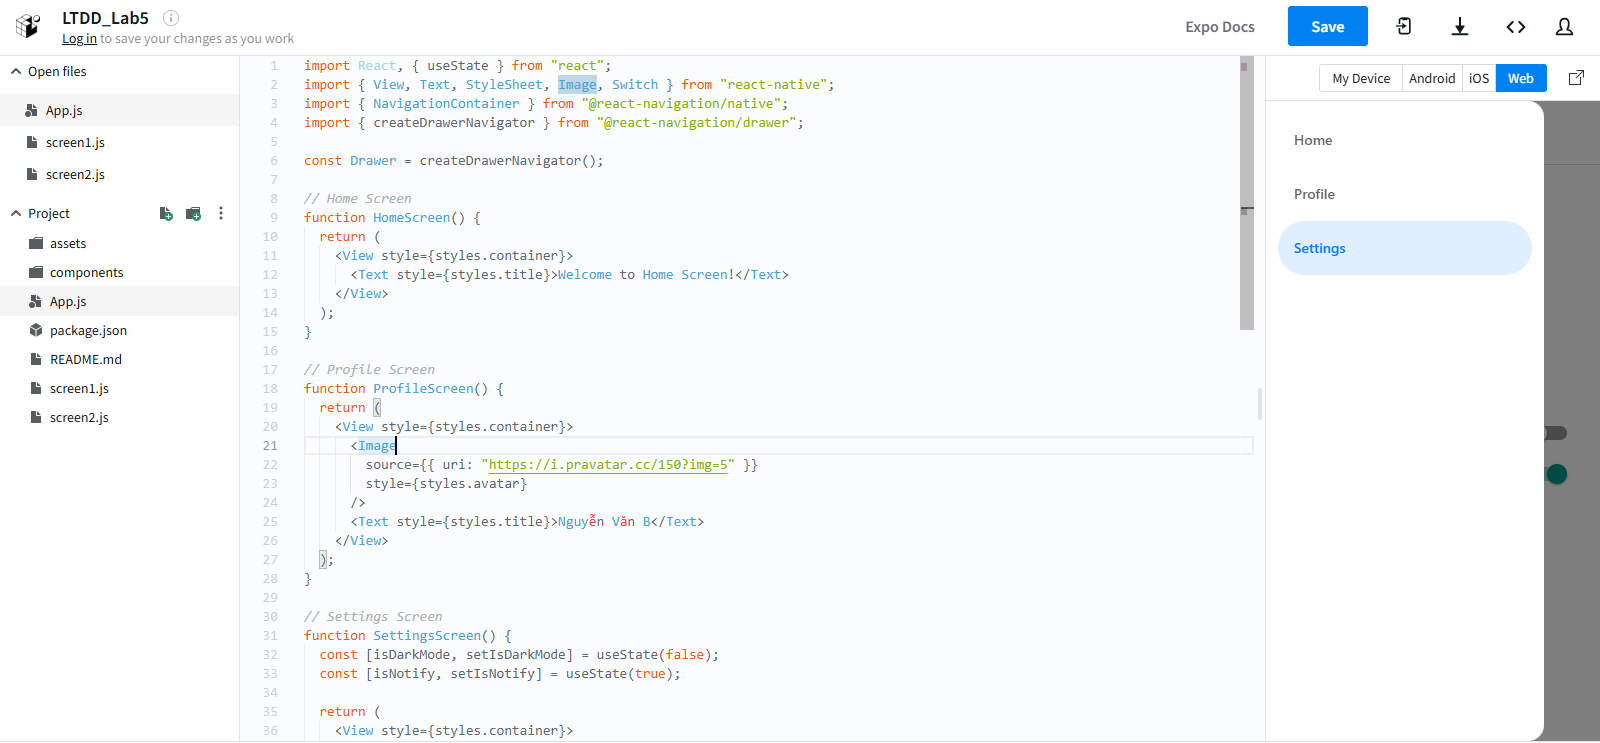 LTDD_Lab5
Log in to save your changes as you work
Expo Docs
Save
Open files
App.js
screen1.js
screen2.js
Project
assets
components
App.js
package.json
README.md
screen1.js
screen2.js
1 import React, { useState } from "react";
2 import { View, Text, StyleSheet, Image, Switch } from "react-native";
3 import { NavigationContainer } from "@react-navigation/native";
4 import { createDrawerNavigator } from "@react-navigation/drawer";
5
6 const Drawer = createDrawerNavigator();
7
8 // Home Screen
9 function HomeScreen() {
10 return (
11 <View style={styles.container}>
12 <Text style={styles.title}>Welcome to Home Screen!</Text>
13 </View>
14 );
15 }
16
17 // Profile Screen
18 function ProfileScreen() {
19 return (
20 <View style={styles.container}>
21 <Image
22 source={{ uri: "https://i.pravatar.cc/150?img=5" }}
23 style={styles.avatar}
24 />
25 <Text style={styles.title}>Nguyễn Văn B</Text>
26 </View>
27 );
28 }
29
30 // Settings Screen
31 function SettingsScreen() {
32 const [isDarkMode, setIsDarkMode] = useState(false);
33 const [isNotify, setIsNotify] = useState(true);
34
35 return (
36 <View style={styles.container}>
My Device Android iOS Web
Home
Profile
Settings